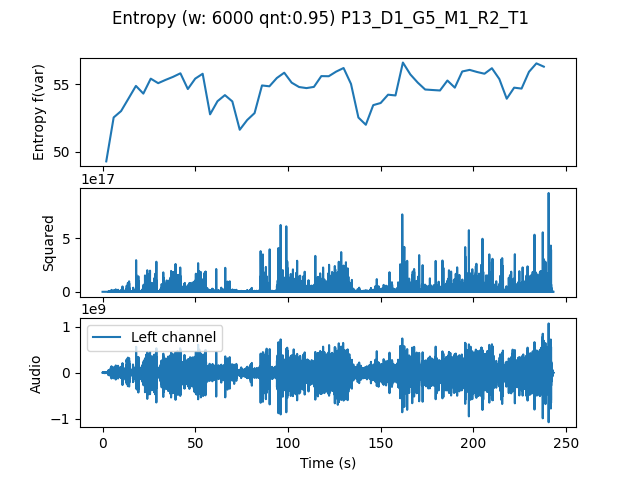 Entropy (w: 6000 qnt:0.95) P13_D1_G5_M1_R2_T1
Entropy f(var)
55
50
1e17
Squared
5
0
1e9
Audio
1
0
−1
Left channel
0 50 100 150 200 250
Time (s)